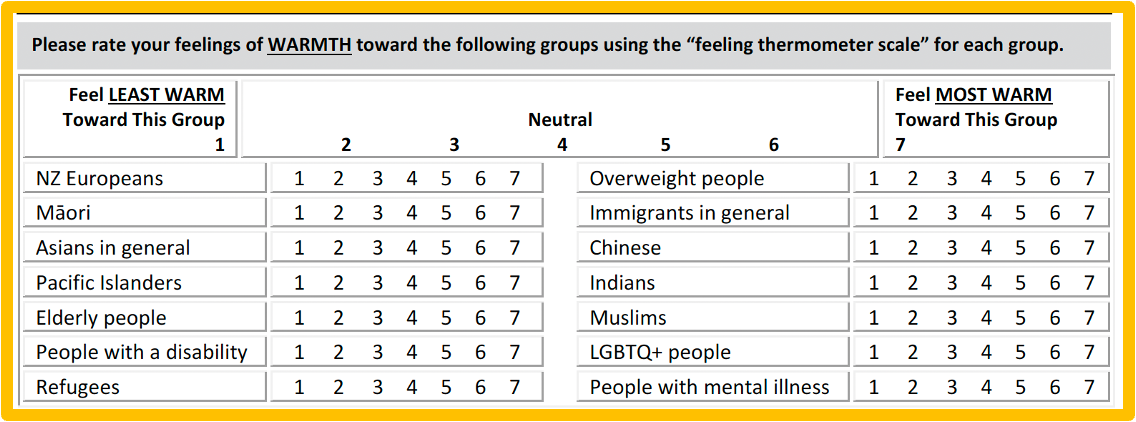 Please rate your feelings of WARMTH toward the following groups using the “feeling thermometer scale” for each group.
Feel LEAST WARM Feel MOST WARM
Toward This Group Neutral Toward This Group
1 2 3 4 5 6 7
NZ Europeans 1 2 3 4 5 6 7 Overweight people 1 2 3 4 5 6 7
Māori 1 2 3 4 5 6 7 Immigrants in general 1 2 3 4 5 6 7
Asians in general 1 2 3 4 5 6 7 Chinese 1 2 3 4 5 6 7
Pacific Islanders 1 2 3 4 5 6 7 Indians 1 2 3 4 5 6 7
Elderly people 1 2 3 4 5 6 7 Muslims 1 2 3 4 5 6 7
People with a disability 1 2 3 4 5 6 7 LGBTQ+ people 1 2 3 4 5 6 7
Refugees 1 2 3 4 5 6 7 People with mental illness 1 2 3 4 5 6 7